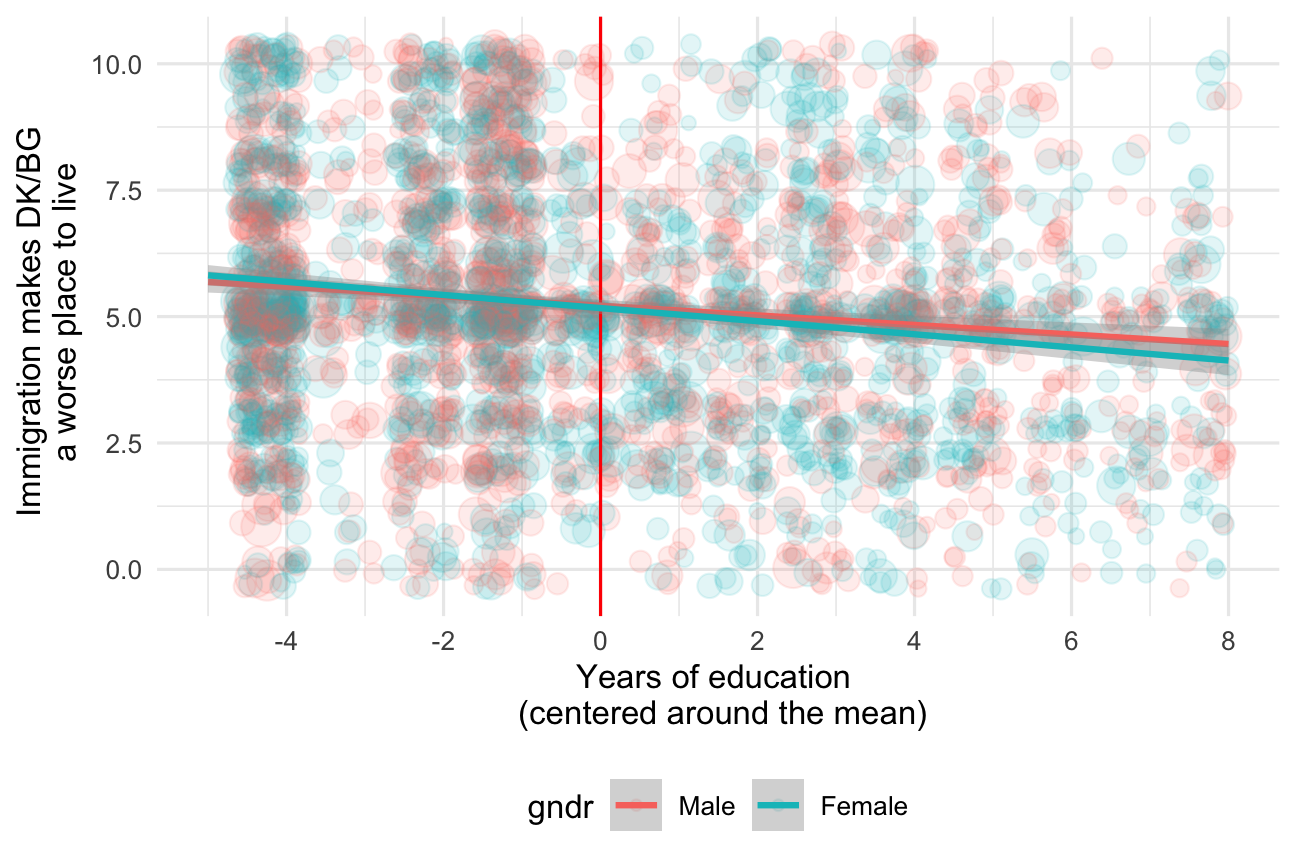 Immigration makes DK/BG
a worse place to live
10.0
7.5
5.0
2.5
0.0
-4 -2 0 2 4 6 8
Years of education
(centered around the mean)
gndr Male Female